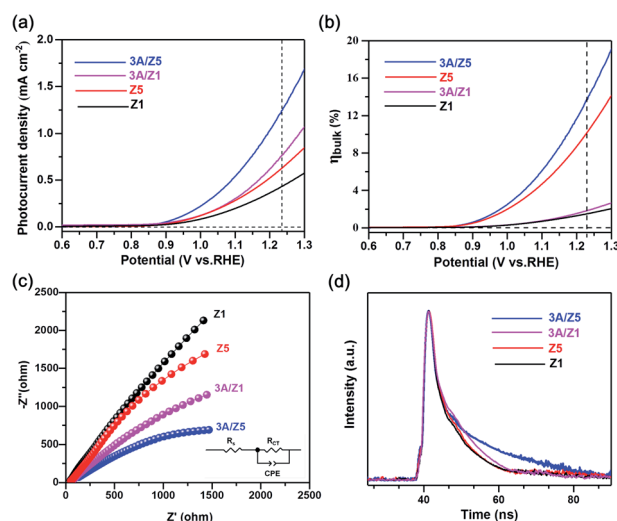 (a)
Photocurrent density (mA cm⁻²)
2.0
1.5
1.0
0.5
0.0
3A/Z5
3A/Z1
Z5
Z1
0.6 0.7 0.8 0.9 1.0 1.1 1.2 1.3
Potential (V vs.RHE)
(b)
ηbulk (%)
20
16
12
8
4
0
3A/Z5
Z5
3A/Z1
Z1
0.6 0.7 0.8 0.9 1.0 1.1 1.2 1.3
Potential (V vs.RHE)
(c)
-Z''(ohm)
2500
2000
1500
1000
500
0
Z1
Z5
3A/Z1
3A/Z5
Rs
RCT
CPE
0 500 1000 1500 2000 2500
Z' (ohm)
(d)
Intensity (a.u.)
3A/Z5
3A/Z1
Z5
Z1
40 60 80
Time (ns)